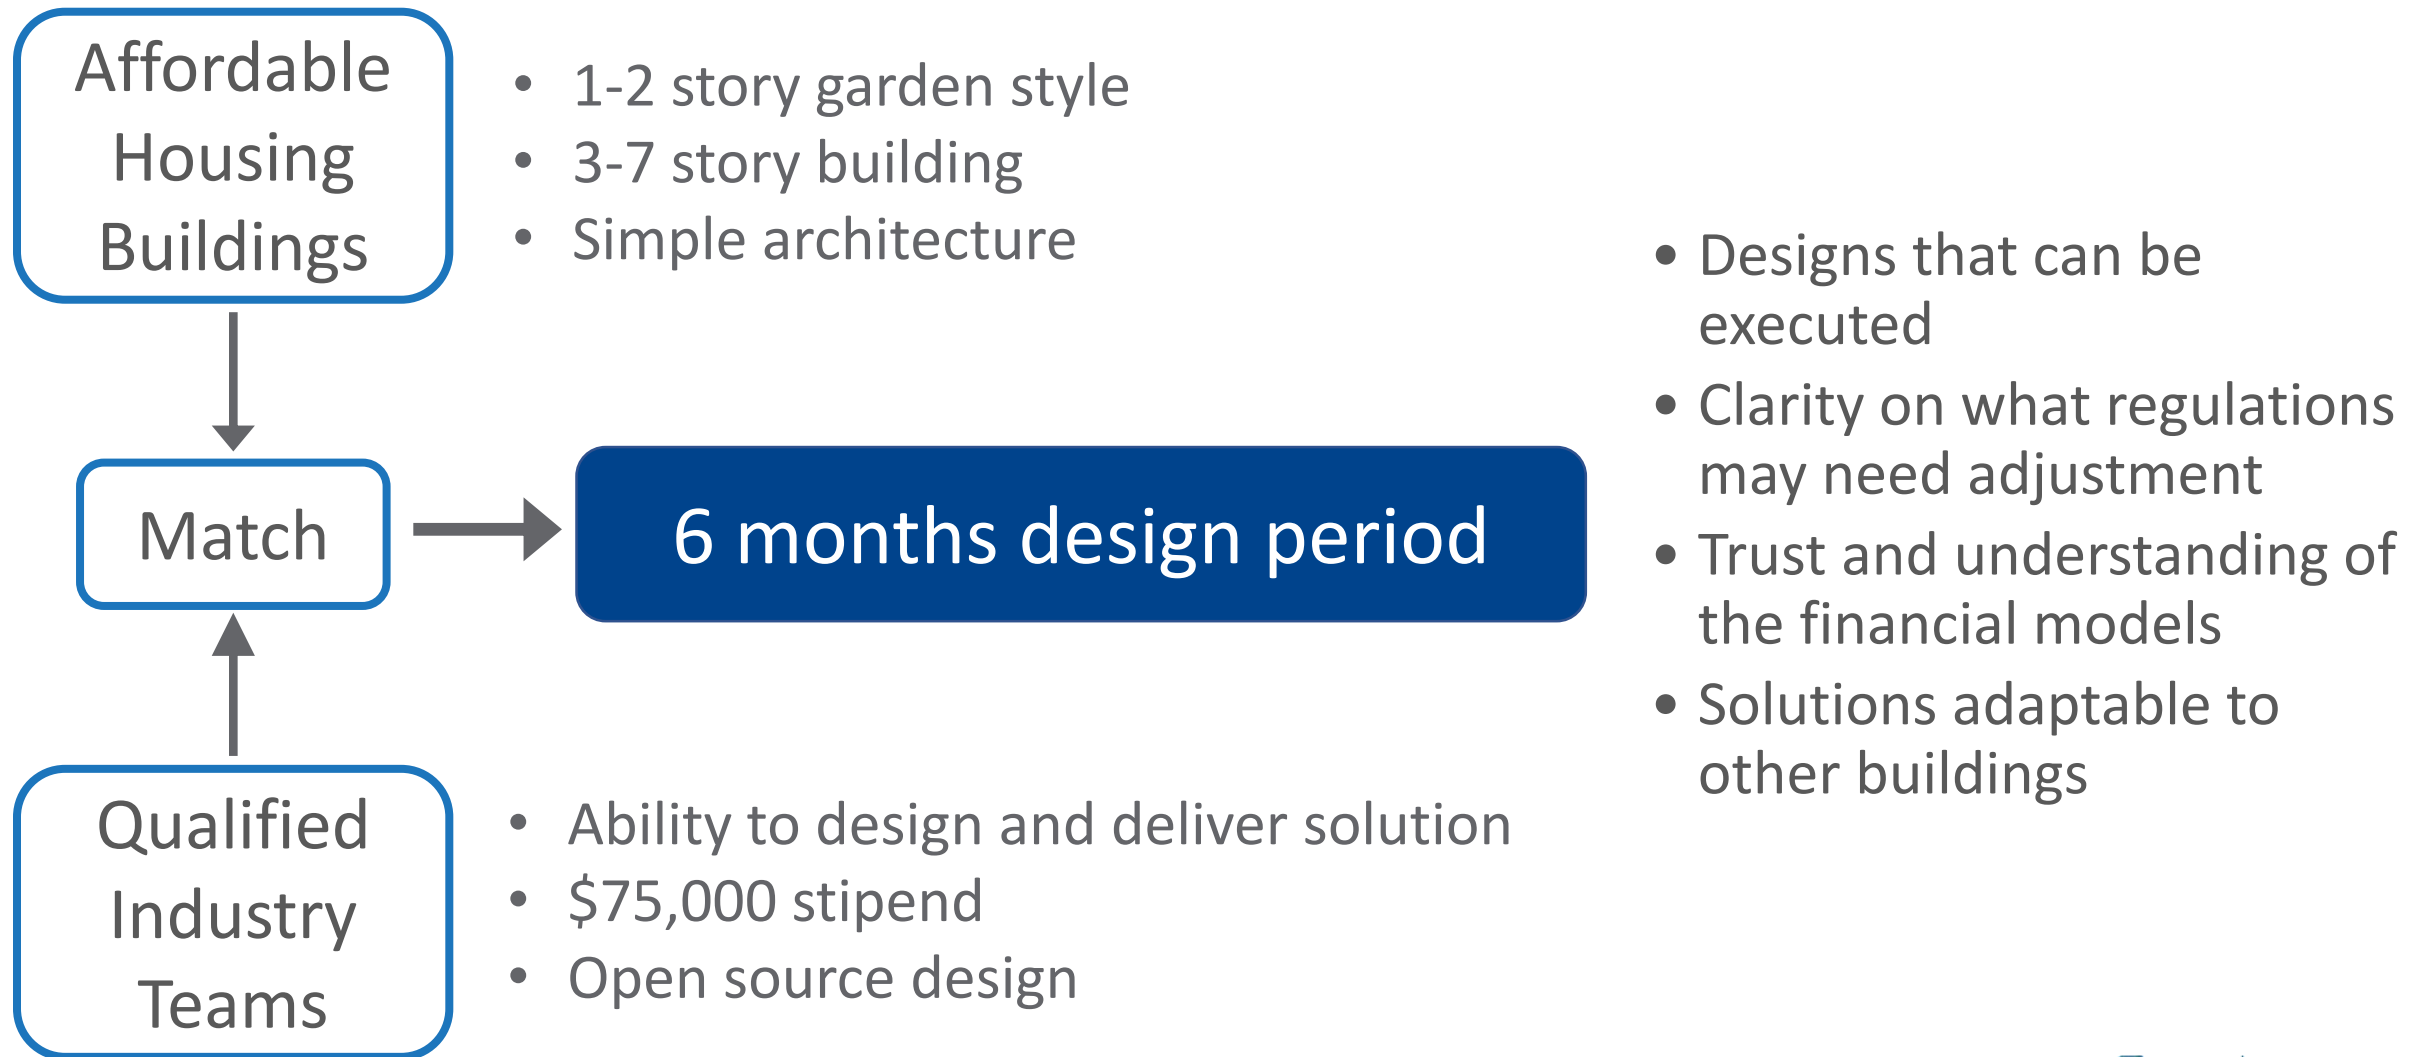 Affordable
Housing
Buildings
• 1-2 story garden style
• 3-7 story building
• Simple architecture
Match
6 months design period
Qualified
Industry
Teams
• Ability to design and deliver solution
• $75,000 stipend
• Open source design
• Designs that can be
executed
• Clarity on what regulations
may need adjustment
• Trust and understanding of
the financial models
• Solutions adaptable to
other buildings